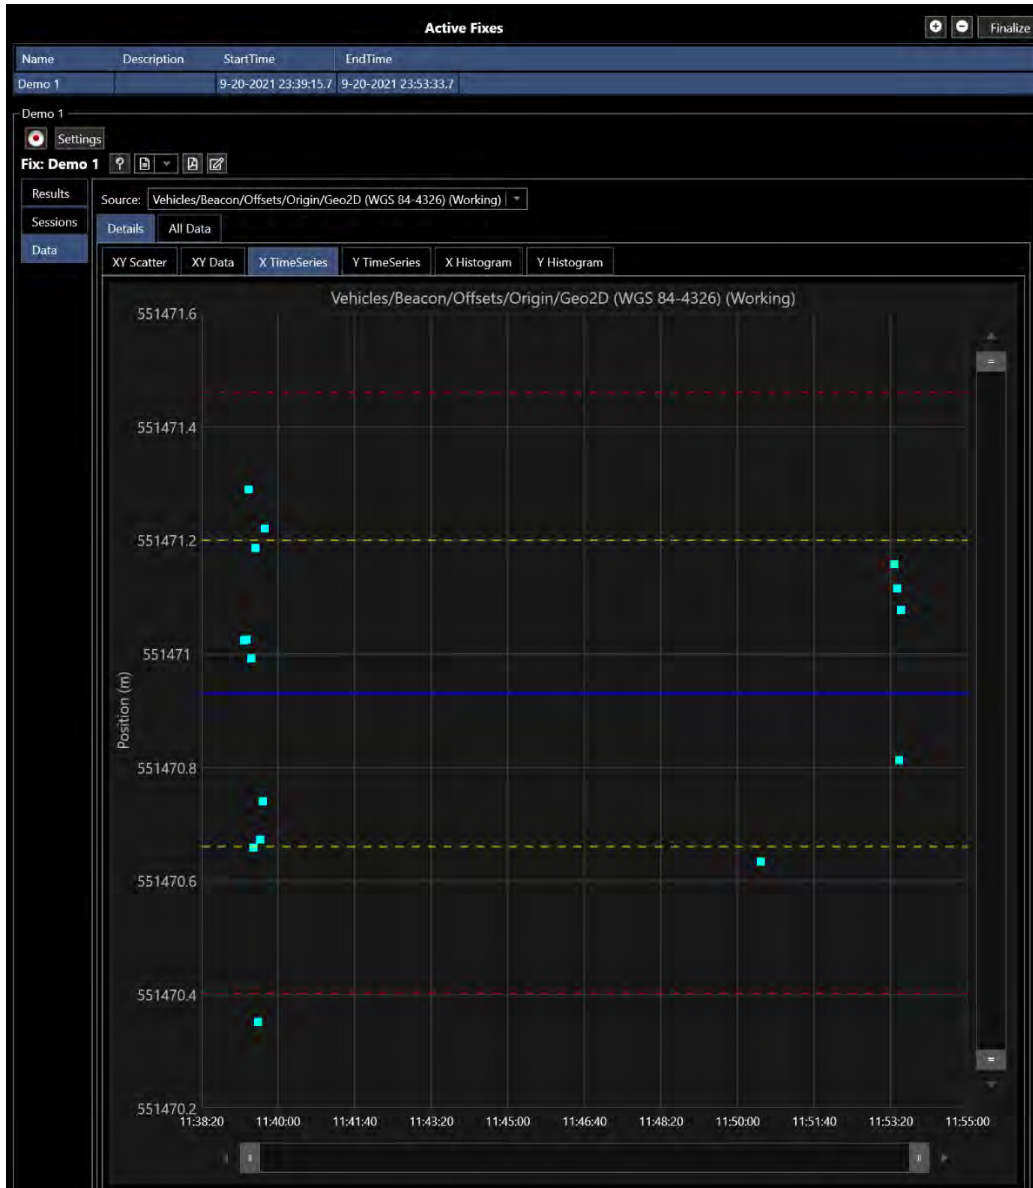 Active Fixes
Finalize
Name Description StartTime EndTime
Demo 1 9-20-2021 23:39:15.7 9-20-2021 23:53:33.7
Demo 1
Settings
Fix: Demo 1
Results
Sessions
Data
Source: Vehicles/Beacon/Offsets/Origin/Geo2D (WGS 84-4326) (Working)
Details All Data
XY Scatter XY Data X TimeSeries Y TimeSeries X Histogram Y Histogram
Vehicles/Beacon/Offsets/Origin/Geo2D (WGS 84-4326) (Working)
Position (m)
551471.6
551471.4
551471.2
551471
551470.8
551470.6
551470.4
551470.2
11:38:20 11:40:00 11:41:40 11:43:20 11:45:00 11:46:40 11:48:20 11:50:00 11:51:40 11:53:20 11:55:00